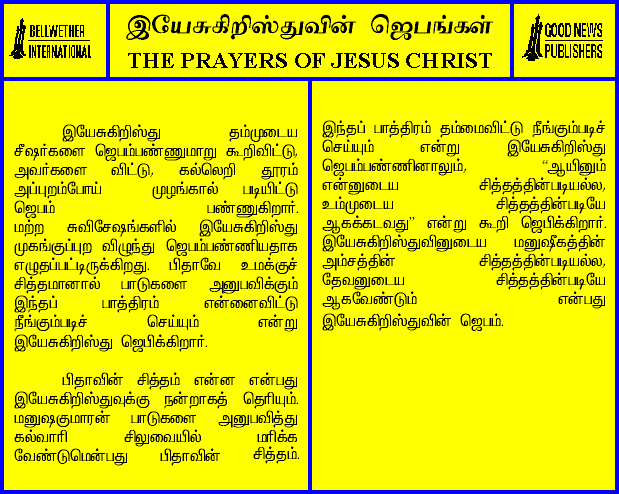 BELLWETHER
INTERNATIONAL
இயேசுகிறிஸ்துவின் ஜெபங்கள்
THE PRAYERS OF JESUS CHRIST
GOOD NEWS
PUBLISHERS
இயேசுகிறிஸ்து தம்முடைய
சீஷர்களை ஜெபம்பண்ணுமாறு கூறிவிட்டு,
அவர்களை விட்டு, கல்லெறி தூரம்
அப்புறம்போய் முழங்கால் படியிட்டு
ஜெபம் பண்ணுகிறார்.
மற்ற சுவிசேஷங்களில் இயேசுகிறிஸ்து
முகங்குப்புற விழுந்து ஜெபம்பண்ணியதாக
எழுதப்பட்டிருக்கிறது. பிதாவே உமக்குச்
சித்தமானால் பாடுகளை அனுபவிக்கும்
இந்தப் பாத்திரம் என்னைவிட்டு
நீங்கும்படிச் செய்யும் என்று
இயேசுகிறிஸ்து ஜெபிக்கிறார்.
பிதாவின் சித்தம் என்ன என்பது
இயேசுகிறிஸ்துவுக்கு நன்றாகத் தெரியும்.
மனுஷகுமாரன் பாடுகளை அனுபவித்து
கல்வாரி சிலுவையில் மரிக்க
வேண்டுமென்பது பிதாவின் சித்தம்.
இந்தப் பாத்திரம் தம்மைவிட்டு நீங்கும்படிச்
செய்யும் என்று இயேசுகிறிஸ்து
ஜெபம்பண்ணினாலும், “ஆயினும்
என்னுடைய சித்தத்தின்படியல்ல,
உம்முடைய சித்தத்தின்படியே
ஆகக்கடவது” என்று கூறி ஜெபிக்கிறார்.
இயேசுகிறிஸ்துவினுடைய மனுஷீகத்தின்
அம்சத்தின் சித்தத்தின்படியல்ல,
தேவனுடைய சித்தத்தின்படியே
ஆகவேண்டும் என்பது
இயேசுகிறிஸ்துவின் ஜெபம்.